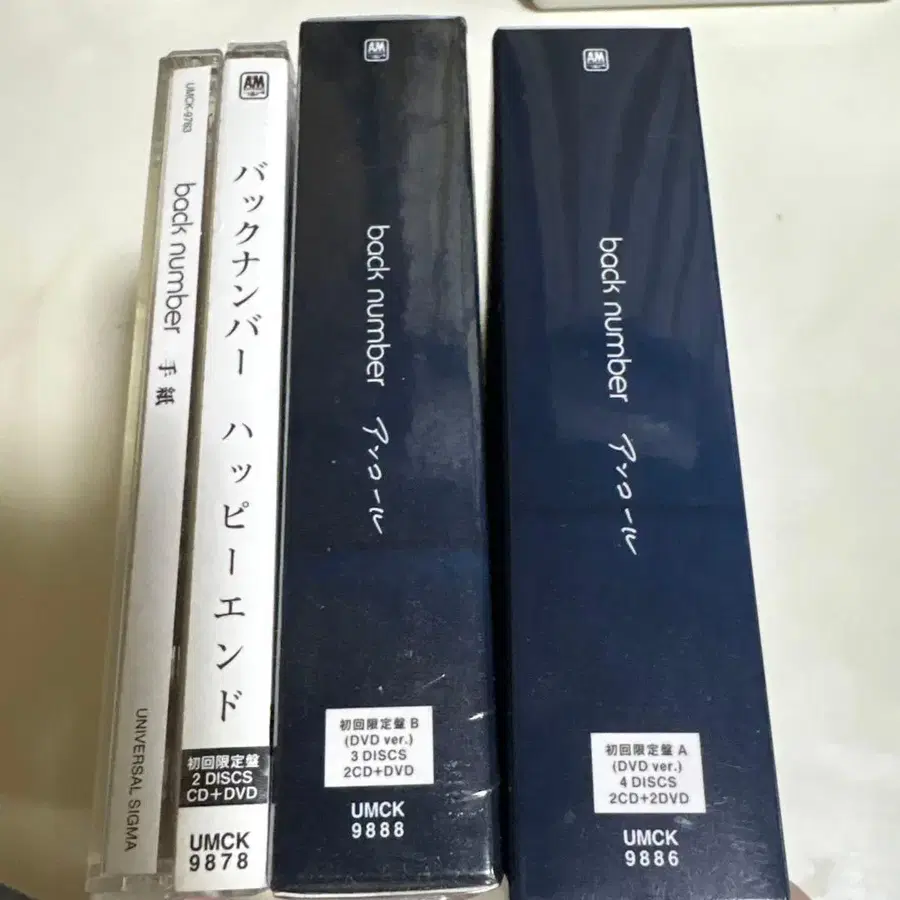 UMCK-9763
back number 手紙
UNIVERSAL SIGMA
A&M
バックナンバー ハッピーエンド
初回限定盤
2 DISCS
CD+DVD
UMCK
9878
A&M
back number アンコール
初回限定盤 B
(DVD ver.)
3 DISCS
2CD+DVD
UMCK
9888
A&M
back number アンコール
初回限定盤 A
(DVD ver.)
4 DISCS
2CD+2DVD
UMCK
9886